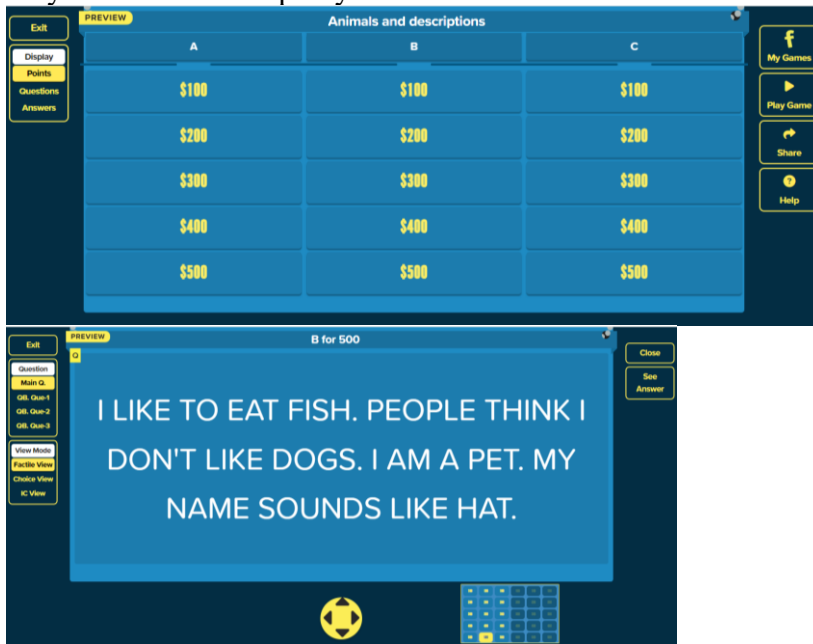 Exit
PREVIEW
Animals and descriptions
Display
Points
Questions
Answers
A B C
$100 $100 $100
$200 $200 $200
$300 $300 $300
$400 $400 $400
$500 $500 $500
My Games
Play Game
Share
Help
Exit
PREVIEW
B for 500
Q
Question
Main Q.
QB. Que-1
QB. Que-2
QB. Que-3
View Mode
Factile View
Choice View
IC View
I LIKE TO EAT FISH. PEOPLE THINK I
DON'T LIKE DOGS. I AM A PET. MY
NAME SOUNDS LIKE HAT.
Close
See
Answer